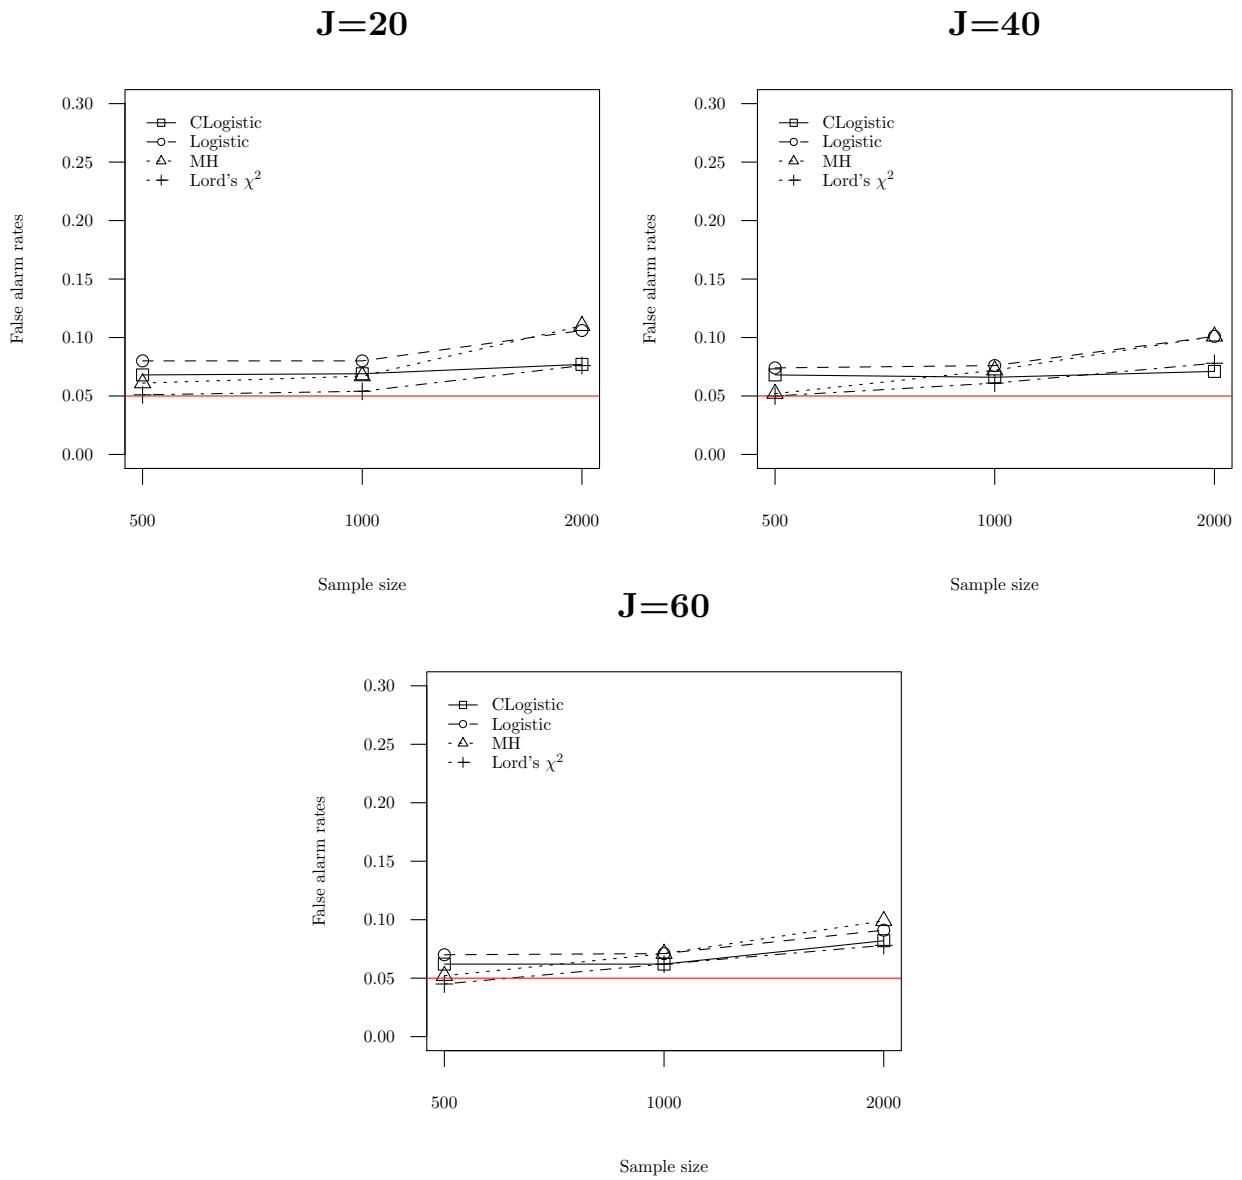 J=20
0.30
0.25
0.20
0.15
0.10
0.05
0.00
False alarm rates
CLogistic
Logistic
MH
Lord's χ²
500 1000 2000
Sample size
J=40
0.30
0.25
0.20
0.15
0.10
0.05
0.00
False alarm rates
CLogistic
Logistic
MH
Lord's χ²
500 1000 2000
Sample size
J=60
0.30
0.25
0.20
0.15
0.10
0.05
0.00
False alarm rates
CLogistic
Logistic
MH
Lord's χ²
500 1000 2000
Sample size